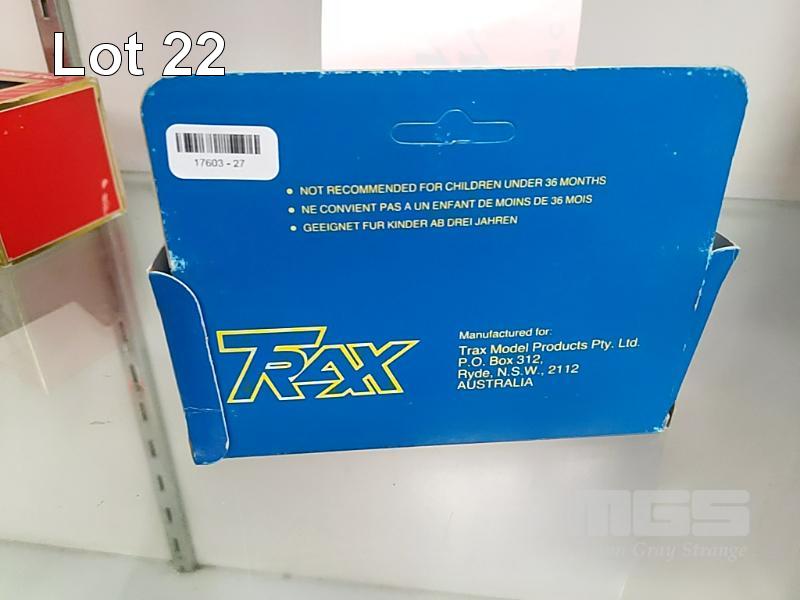 Lot 22
17603 - 27
• NOT RECOMMENDED FOR CHILDREN UNDER 36 MONTHS
• NE CONVIENT PAS A UN ENFANT DE MOINS DE 36 MOIS
• GEEIGNET FUR KINDER AB DREI JAHREN
TRAX
Manufactured for:
Trax Model Products Pty. Ltd.
P.O. Box 312,
Ryde, N.S.W., 2112
AUSTRALIA
MGS
Gray Strange